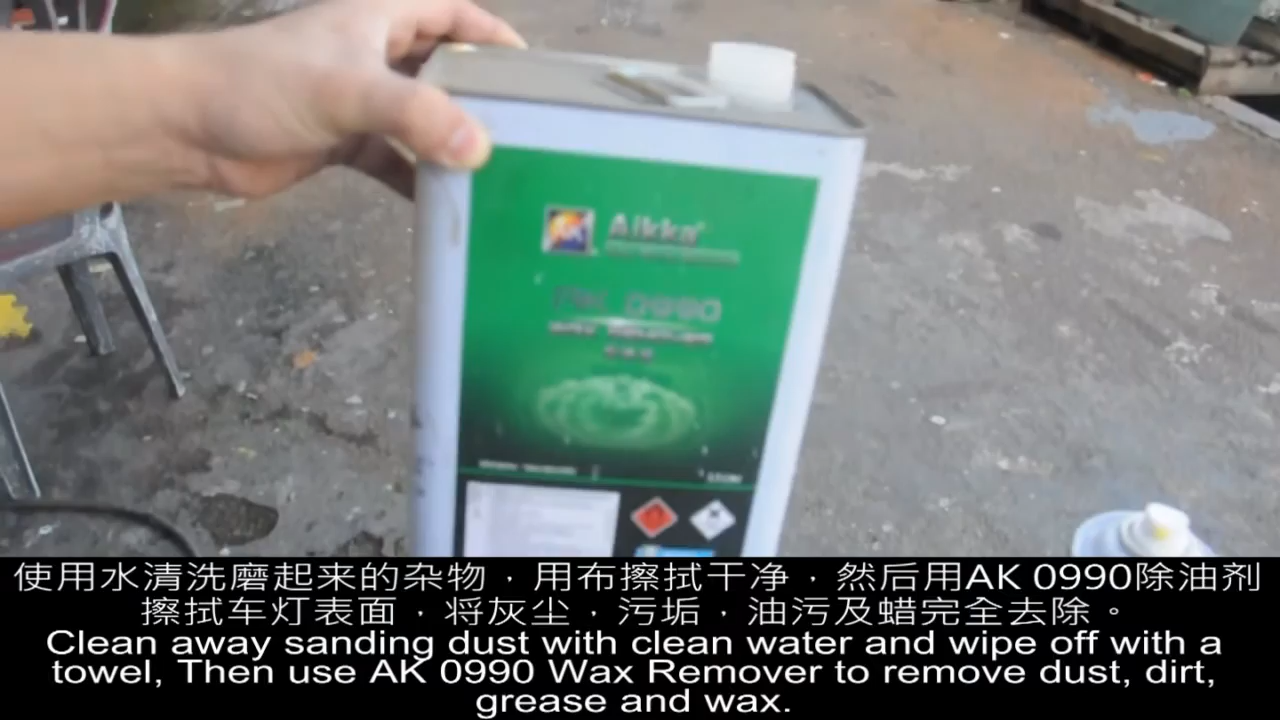 Aikka
AK 0990
使用水清洗磨起来的杂物，用布擦拭干净，然后用AK 0990除油剂
擦拭车灯表面，将灰尘，污垢，油污及蜡完全去除。
Clean away sanding dust with clean water and wipe off with a
towel, Then use AK 0990 Wax Remover to remove dust, dirt,
grease and wax.